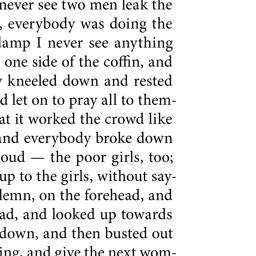 never see two men leak the
, everybody was doing the
damp I never see anything
one side of the coffin, and
kneeled down and rested
let on to pray all to them-
at it worked the crowd like
and everybody broke down
loud — the poor girls, too;
up to the girls, without say-
lemn, on the forehead, and
ad, and looked up towards
down, and then busted out
ing, and give the next wom-